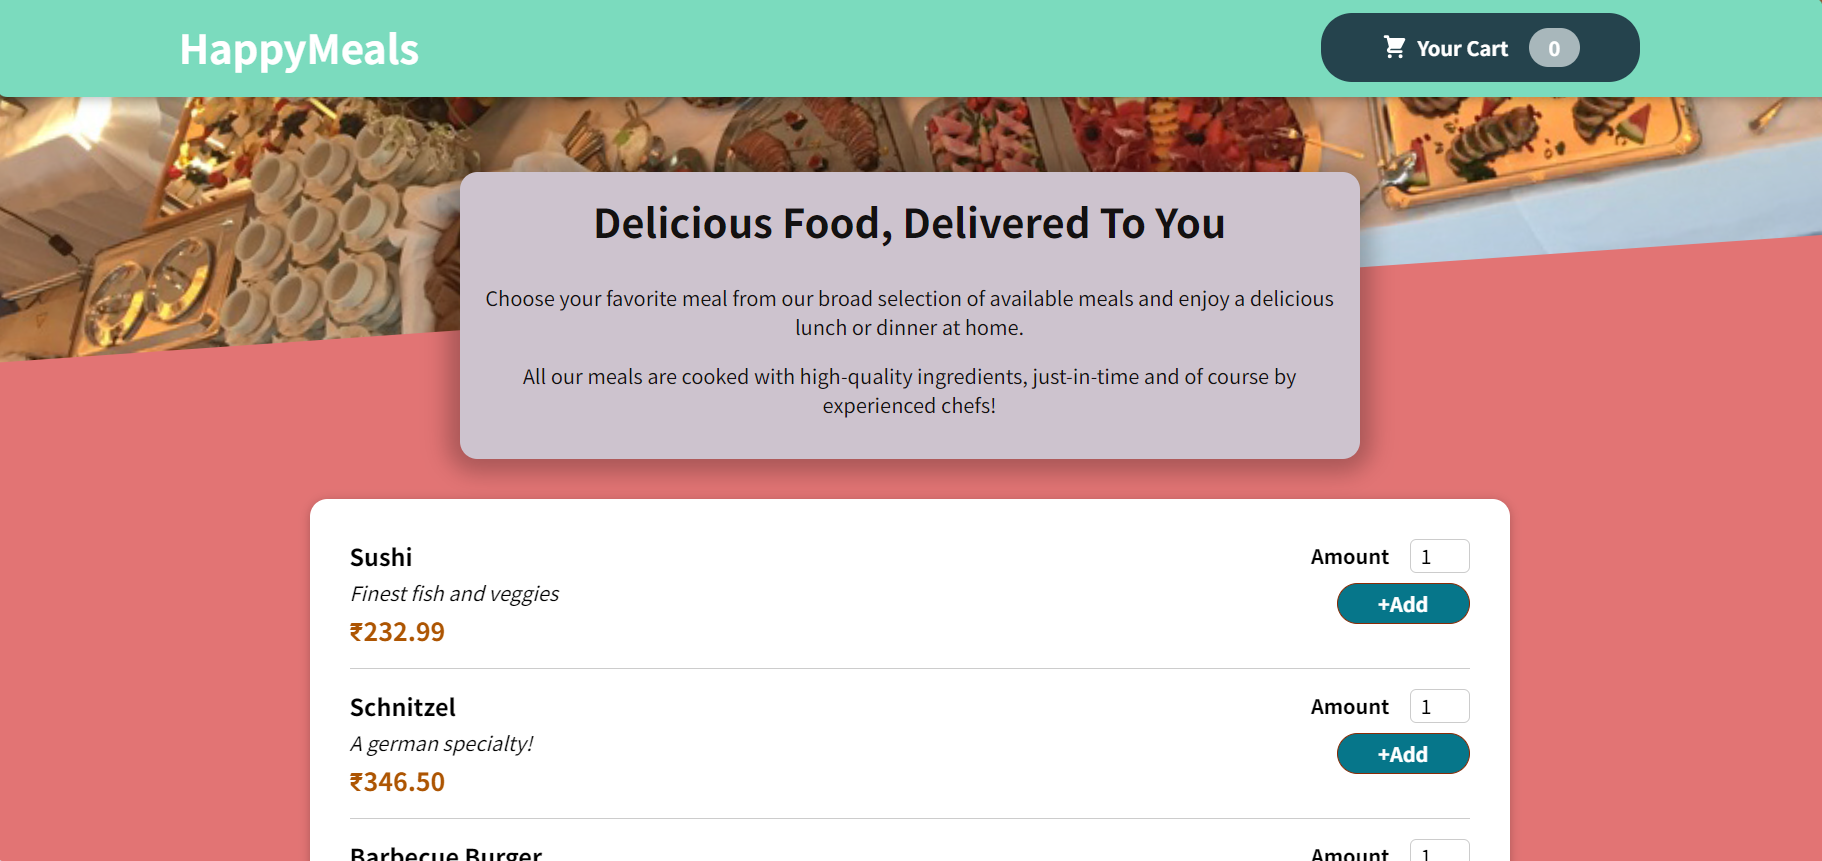 HappyMeals
Your Cart 0
Delicious Food, Delivered To You
Choose your favorite meal from our broad selection of available meals and enjoy a delicious
lunch or dinner at home.
All our meals are cooked with high-quality ingredients, just-in-time and of course by
experienced chefs!
Sushi
Amount 1
Finest fish and veggies
+Add
₹232.99
Schnitzel
Amount 1
A german specialty!
+Add
₹346.50
Barbecue Burger
Amount 1